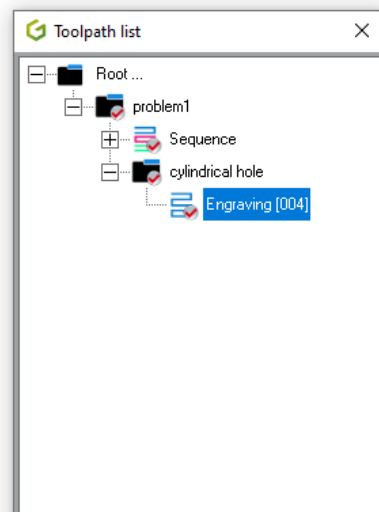 Toolpath list
Root ...
problem1
Sequence
cylindrical hole
Engraving [004]